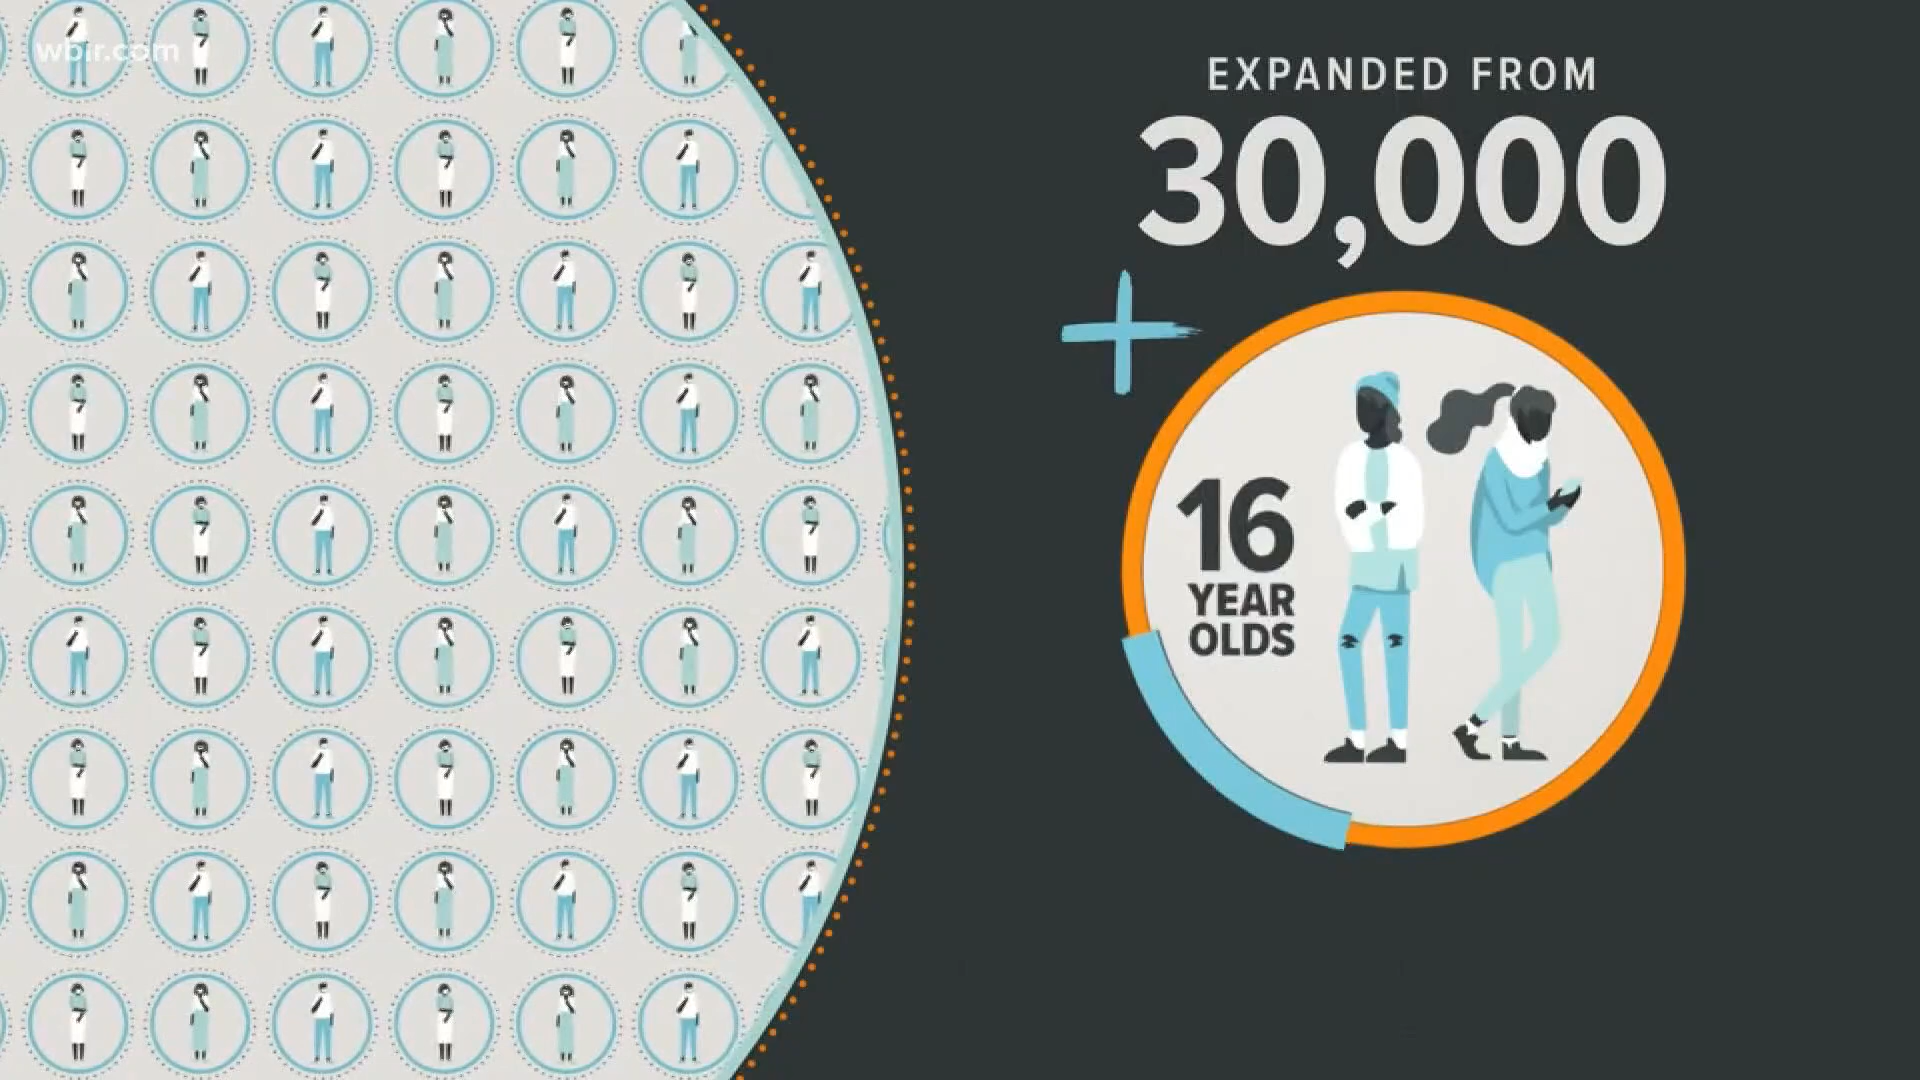 wbir.com
EXPANDED FROM
30,000
16
YEAR
OLDS